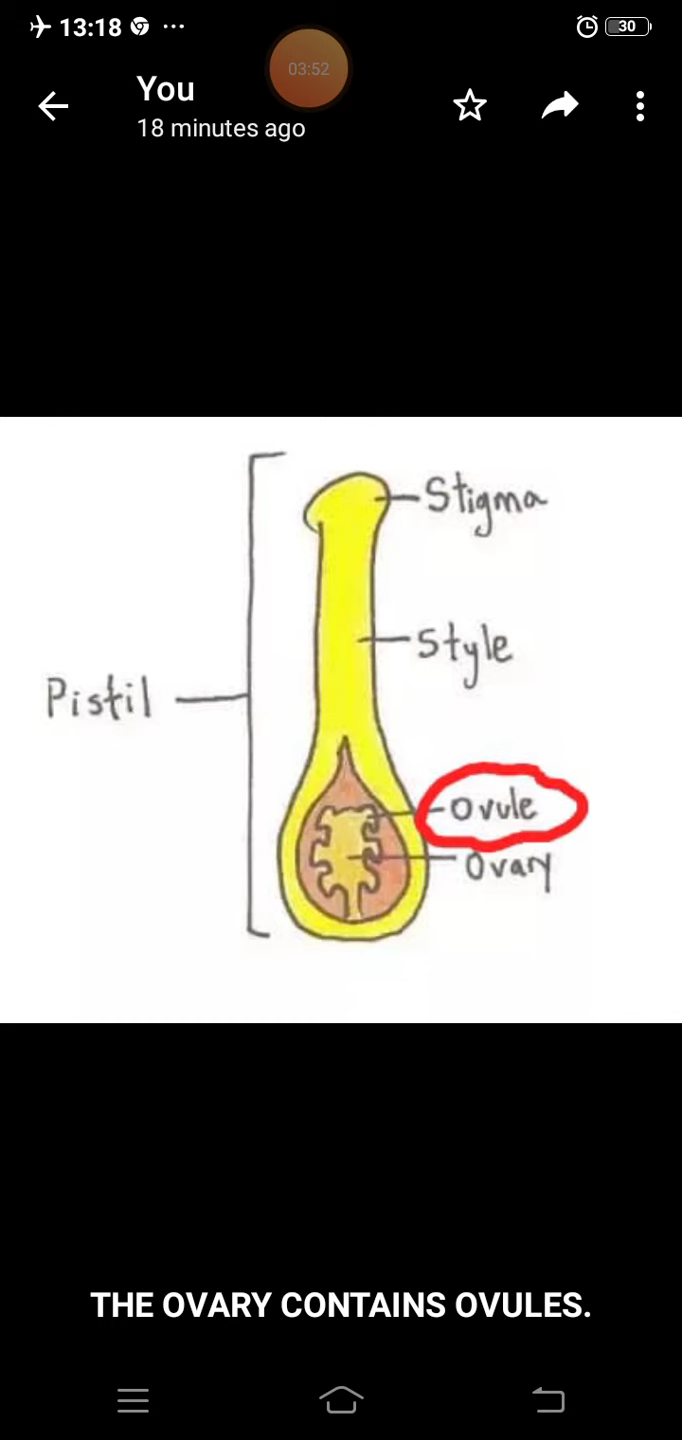 13:18 ... 30
03:52
You
18 minutes ago
Stigma
Style
Pistil
Ovule
Ovary
THE OVARY CONTAINS OVULES.